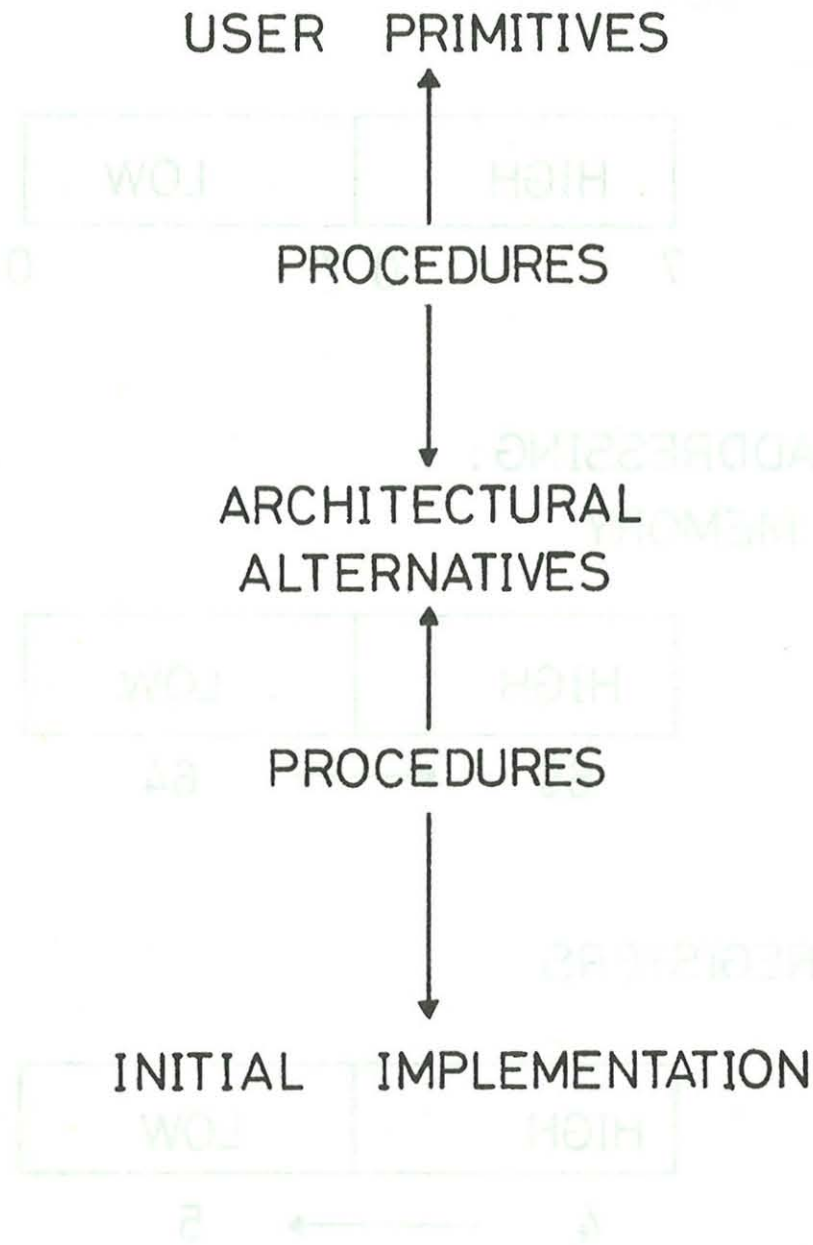 USER PRIMITIVES
PROCEDURES
ARCHITECTURAL
ALTERNATIVES
PROCEDURES
INITIAL IMPLEMENTATION